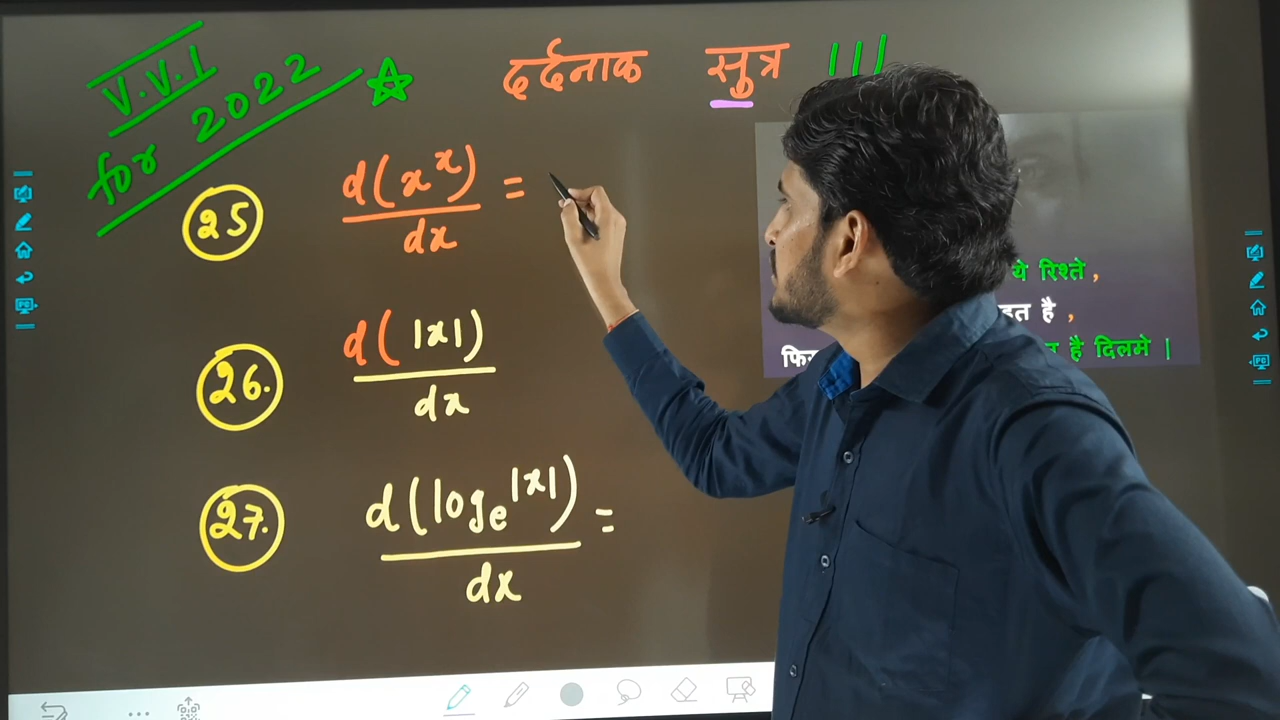 V.V.I
for 2022
दर्दनाक सुत्र !!!
25 d(x^x)/dx =
26. d(|x|)/dx
27. d(log_e|x|)/dx =
ये रिश्ते ,
है ,
है दिलमे |